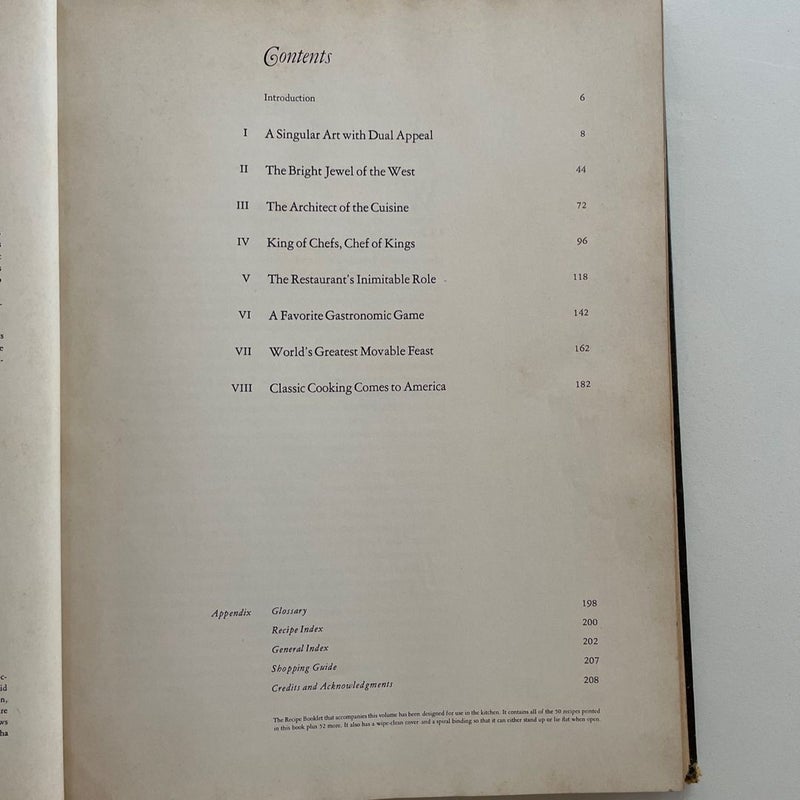 Contents
Introduction 6
I A Singular Art with Dual Appeal 8
II The Bright Jewel of the West 44
III The Architect of the Cuisine 72
IV King of Chefs, Chef of Kings 96
V The Restaurant's Inimitable Role 118
VI A Favorite Gastronomic Game 142
VII World's Greatest Movable Feast 162
VIII Classic Cooking Comes to America 182
Appendix Glossary 198
Recipe Index 200
General Index 202
Shopping Guide 207
Credits and Acknowledgments 208
The Recipe Booklet that accompanies this volume has been designed for use in the kitchen. It contains all of the 50 recipes printed
in this book plus 52 more. It also has a wipe-clean cover and a spiral binding so that it can either stand up or lie flat when open.